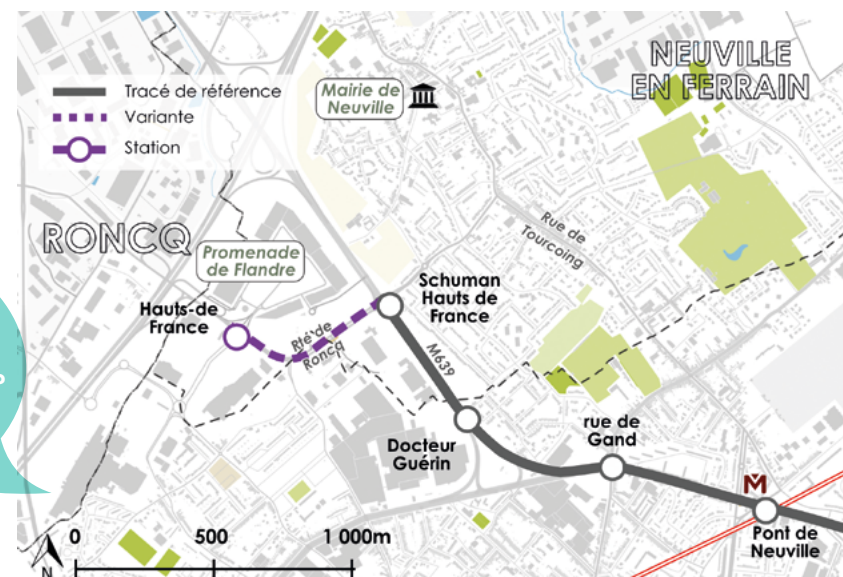 NEUVILLE
EN FERRAIN
Tracé de référence
Variante
Station
Mairie de
Neuville
RONCQ
Promenade
de Flandre
Rue de
Tourcoing
Hauts-de
France
Schuman
Hauts de
France
Rté de
Roncq
M639
Docteur
Guérin
rue de
Gand
M
Pont de
Neuville
0 500 1 000m
N